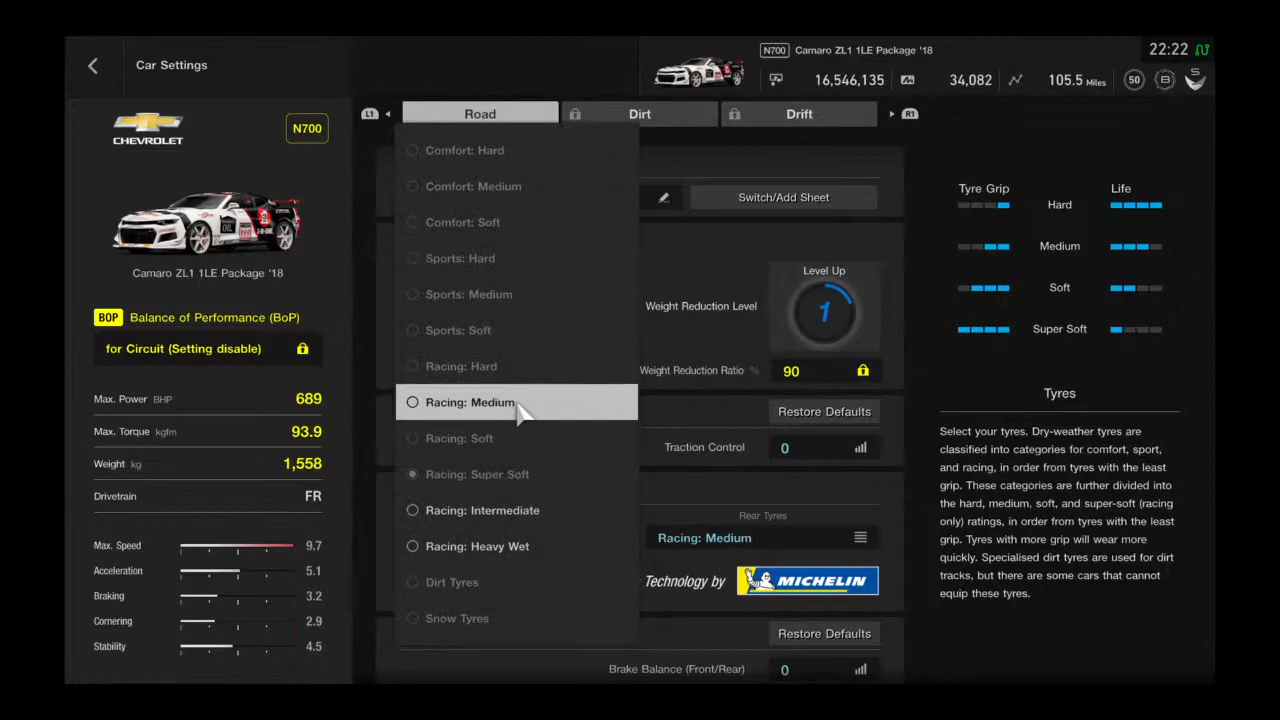 Car Settings
N700 Camaro ZL1 1LE Package '18
22:22
16,546,135
34,082
105.5 Miles
50
B
S
CHEVROLET
N700
Camaro ZL1 1LE Package '18
BOP Balance of Performance (BoP)
for Circuit (Setting disable)
Max. Power BHP 689
Max. Torque kgfm 93.9
Weight kg 1,558
Drivetrain FR
Max. Speed 9.7
Acceleration 5.1
Braking 3.2
Cornering 2.9
Stability 4.5
L1 Road Dirt Drift R1
Comfort: Hard
Comfort: Medium
Comfort: Soft
Sports: Hard
Sports: Medium
Sports: Soft
Racing: Hard
Racing: Medium
Racing: Soft
Racing: Super Soft
Racing: Intermediate
Racing: Heavy Wet
Dirt Tyres
Snow Tyres
Switch/Add Sheet
Level Up
Weight Reduction Level
1
Weight Reduction Ratio % 90
Restore Defaults
Traction Control 0
Rear Tyres
Racing: Medium
Technology by MICHELIN
Restore Defaults
Brake Balance (Front/Rear) 0
Tyre Grip Life
Hard
Medium
Soft
Super Soft
Tyres
Select your tyres. Dry-weather tyres are
classified into categories for comfort, sport,
and racing, in order from tyres with the least
grip. These categories are further divided into
the hard, medium, soft, and super-soft (racing
only) ratings, in order from tyres with the least
grip. Tyres with more grip will wear more
quickly. Specialised dirt tyres are used for dirt
tracks, but there are some cars that cannot
equip these tyres.